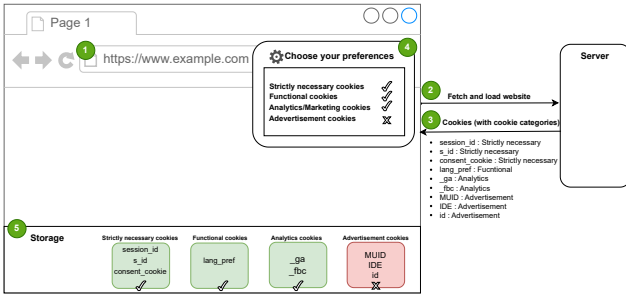 Page 1
1
https://www.example.com
4
Choose your preferences
Strictly necessary cookies
Functional cookies
Analytics/Marketing cookies
Adevertisement cookies
Server
2
Fetch and load website
3
Cookies (with cookie categories)
• session_id : Strictly necessary
• s_id : Strictly necessary
• consent_cookie : Strictly necessary
• lang_pref : Fucntional
• _ga : Analytics
• _fbc : Analytics
• MUID : Advertisement
• IDE : Advertisement
• id : Advertisement
5
Storage
Strictly necessary cookies
session_id
s_id
consent_cookie
Functional cookies
lang_pref
Analytics cookies
_ga
_fbc
Advertisement cookies
MUID
IDE
id